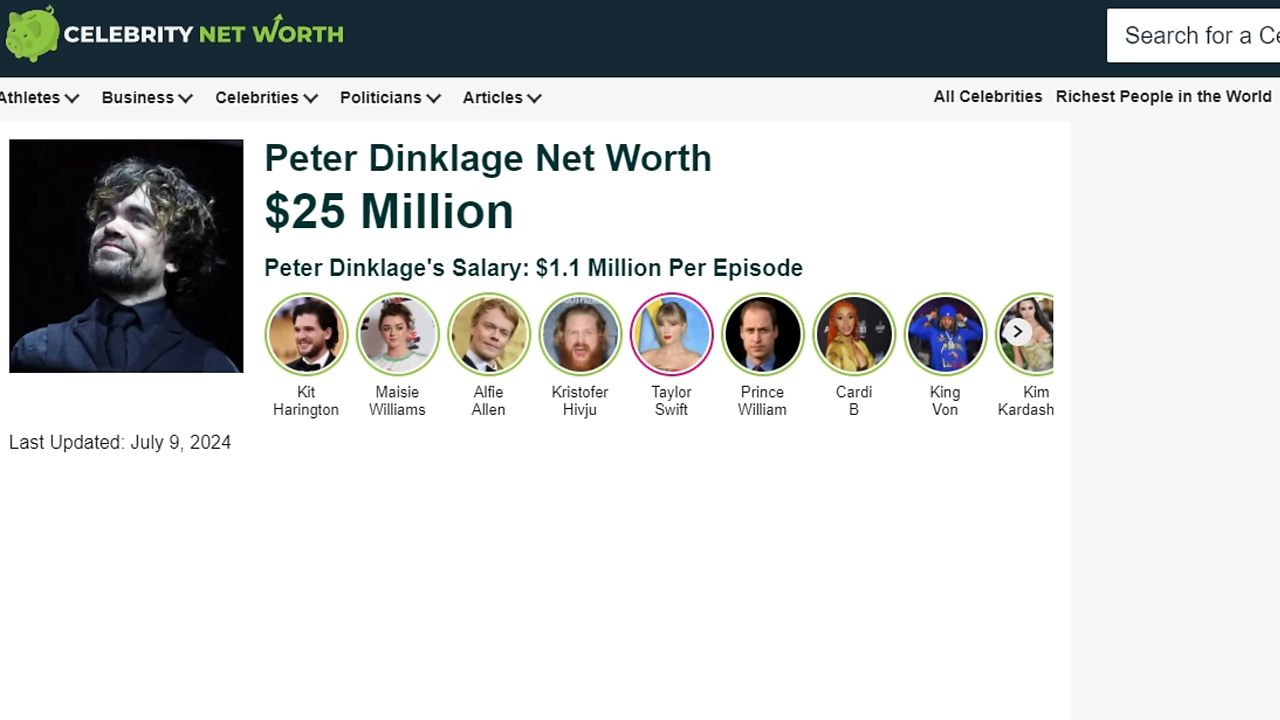 CELEBRITY NET WORTH
Search for a Ce
Athletes Business Celebrities Politicians Articles All Celebrities Richest People in the World
Peter Dinklage Net Worth
$25 Million
Peter Dinklage's Salary: $1.1 Million Per Episode
Kit
Harington
Maisie
Williams
Alfie
Allen
Kristofer
Hivju
Taylor
Swift
Prince
William
Cardi
B
King
Von
Kim
Kardash
Last Updated: July 9, 2024